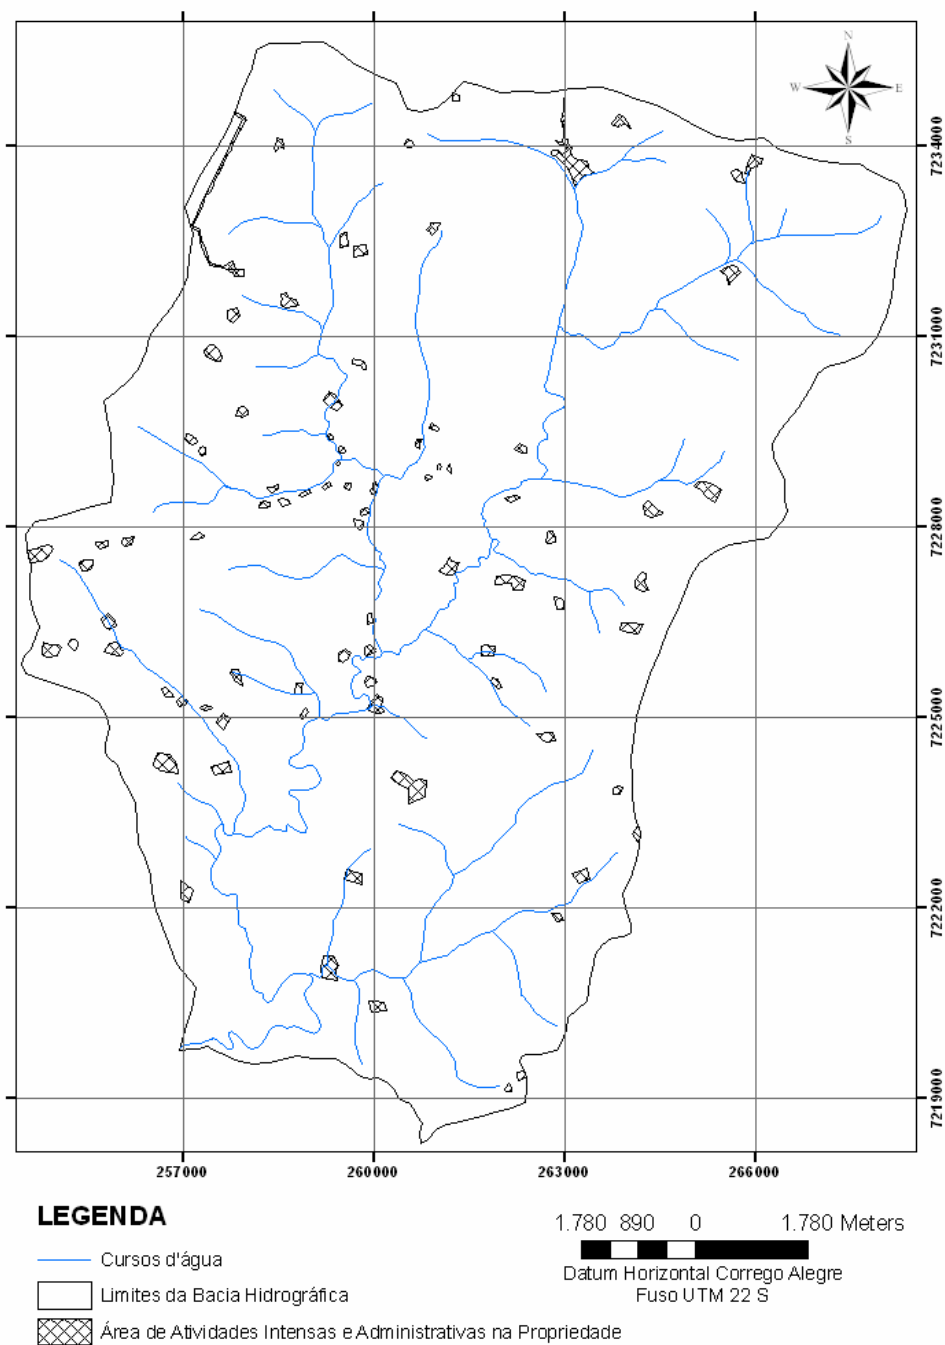 N
W E
S
7234000
7231000
7228000
7225000
7222000
7219000
257000 260000 263000 266000
LEGENDA
Cursos d'água
Limites da Bacia Hidrográfica
Área de Atividades Intensas e Administrativas na Propriedade
1.780 890 0 1.780 Meters
Datum Horizontal Corrego Alegre
Fuso UTM 22 S